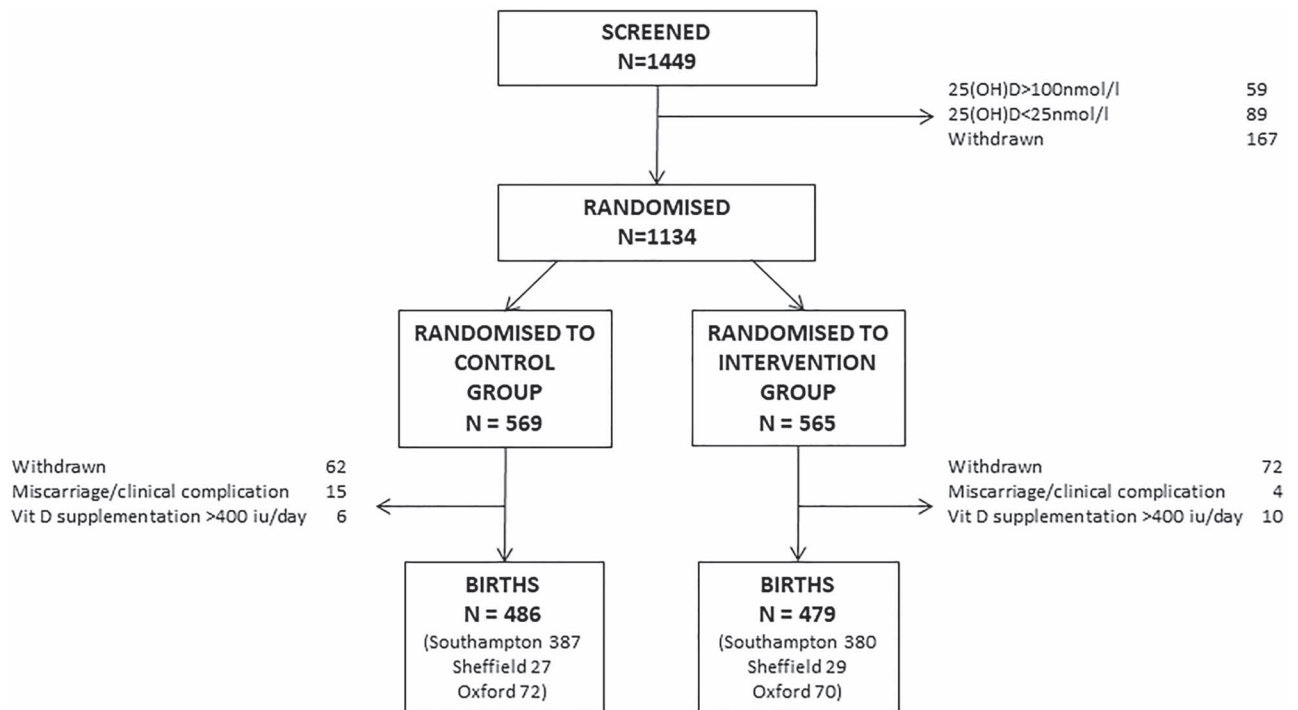 SCREENED
N=1449
25(OH)D>100nmol/l 59
25(OH)D<25nmol/l 89
Withdrawn 167
RANDOMISED
N=1134
RANDOMISED TO
CONTROL
GROUP
N = 569
RANDOMISED TO
INTERVENTION
GROUP
N = 565
Withdrawn 62
Miscarriage/clinical complication 15
Vit D supplementation >400 iu/day 6
Withdrawn 72
Miscarriage/clinical complication 4
Vit D supplementation >400 iu/day 10
BIRTHS
N = 486
(Southampton 387
Sheffield 27
Oxford 72)
BIRTHS
N = 479
(Southampton 380
Sheffield 29
Oxford 70)